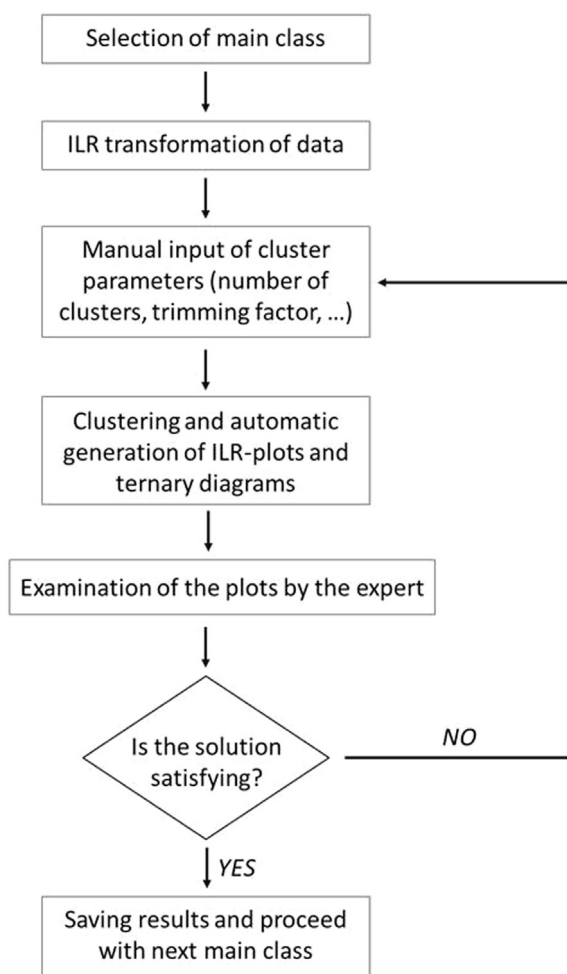 Selection of main class
ILR transformation of data
Manual input of cluster
parameters (number of
clusters, trimming factor, ...)
Clustering and automatic
generation of ILR-plots and
ternary diagrams
Examination of the plots by the expert
Is the solution
satisfying?
NO
YES
Saving results and proceed
with next main class